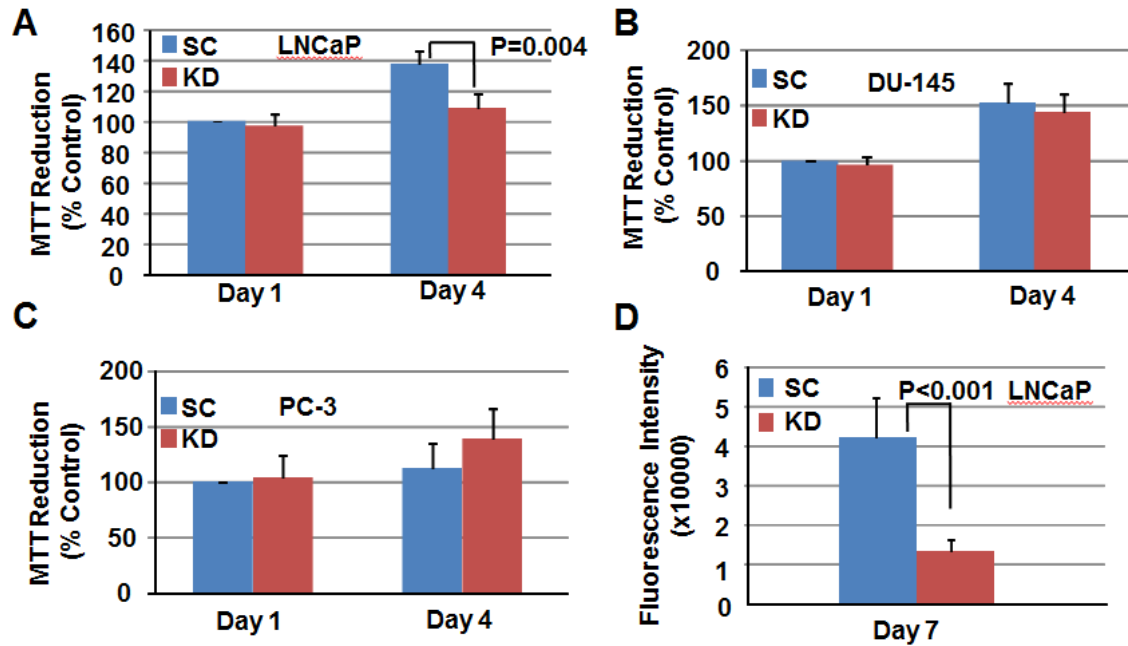 A
MTT Reduction
(% Control)
160
140
120
100
80
60
40
20
0
SC
KD
LNCaP
P=0.004
Day 1
Day 4
B
MTT Reduction
(% Control)
200
150
100
50
0
SC
KD
DU-145
Day 1
Day 4
C
MTT Reduction
(% Control)
200
150
100
50
0
SC
KD
PC-3
Day 1
Day 4
D
Fluorescence Intensity
(x10000)
6
5
4
3
2
1
0
SC
KD
P<0.001 LNCaP
Day 7